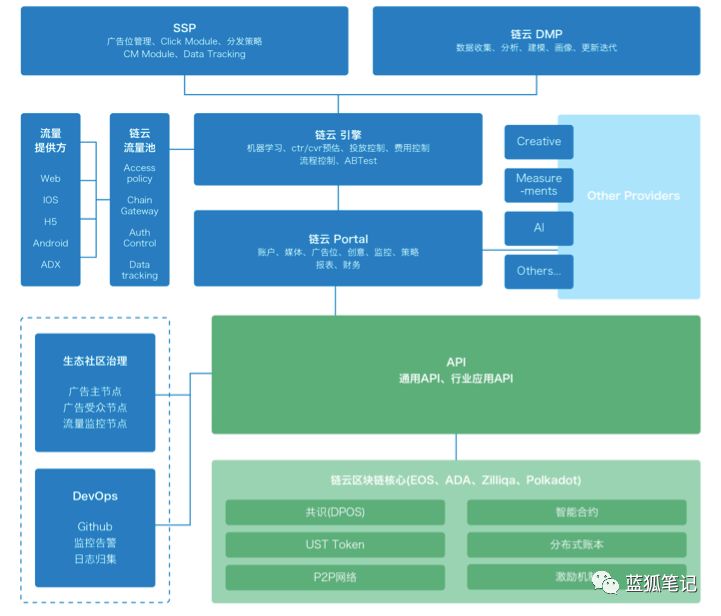 SSP
广告位管理、Click Module、分发策略
CM Module、Data Tracking
链云 DMP
数据收集、分析、建模、画像、更新迭代
流量
提供方
Web
IOS
H5
Android
ADX
链云
流量池
Access
policy
Chain
Gateway
Auth
Control
Data
tracking
链云 引擎
机器学习、ctr/cvr预估、投放控制、费用控制
流程控制、ABTest
链云 Portal
账户、媒体、广告位、创意、监控、策略
报表、财务
Creative
Measure
-ments
AI
Others...
Other Providers
生态社区治理
广告主节点
广告受众节点
流量监控节点
DevOps
Github
监控告警
日志归集
API
通用API、行业应用API
链云区块链核心(EOS、ADA、Zilliqa、Polkadot)
共识(DPOS)
智能合约
UST Token
分布式账本
P2P网络
激励机
蓝狐笔记